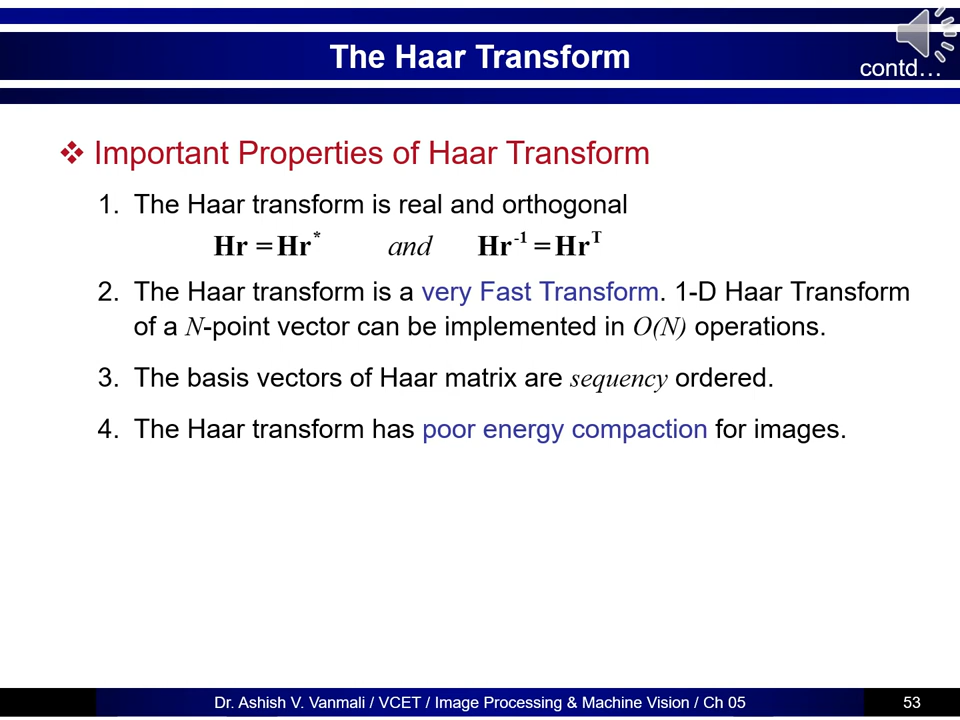 The Haar Transform
contd…
❖ Important Properties of Haar Transform
1. The Haar transform is real and orthogonal
Hr = Hr* and Hr⁻¹ = Hrᵀ
2. The Haar transform is a very Fast Transform. 1-D Haar Transform
of a N-point vector can be implemented in O(N) operations.
3. The basis vectors of Haar matrix are sequency ordered.
4. The Haar transform has poor energy compaction for images.
Dr. Ashish V. Vanmali / VCET / Image Processing & Machine Vision / Ch 05
53